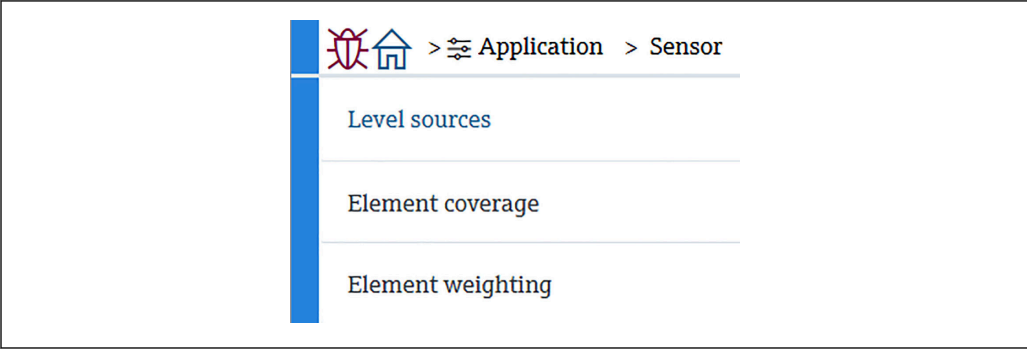 > Application > Sensor
Level sources
Element coverage
Element weighting